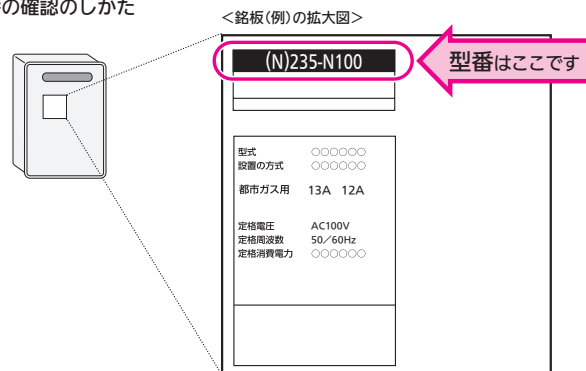 の確認のしかた
＜銘板(例)の拡大図＞
(N)235-N100
型番はここです
型式 ○○○○○○
設置の方式 ○○○○○○
都市ガス用 13A 12A
定格電圧 AC100V
定格周波数 50／60Hz
定格消費電力 ○○○○○○